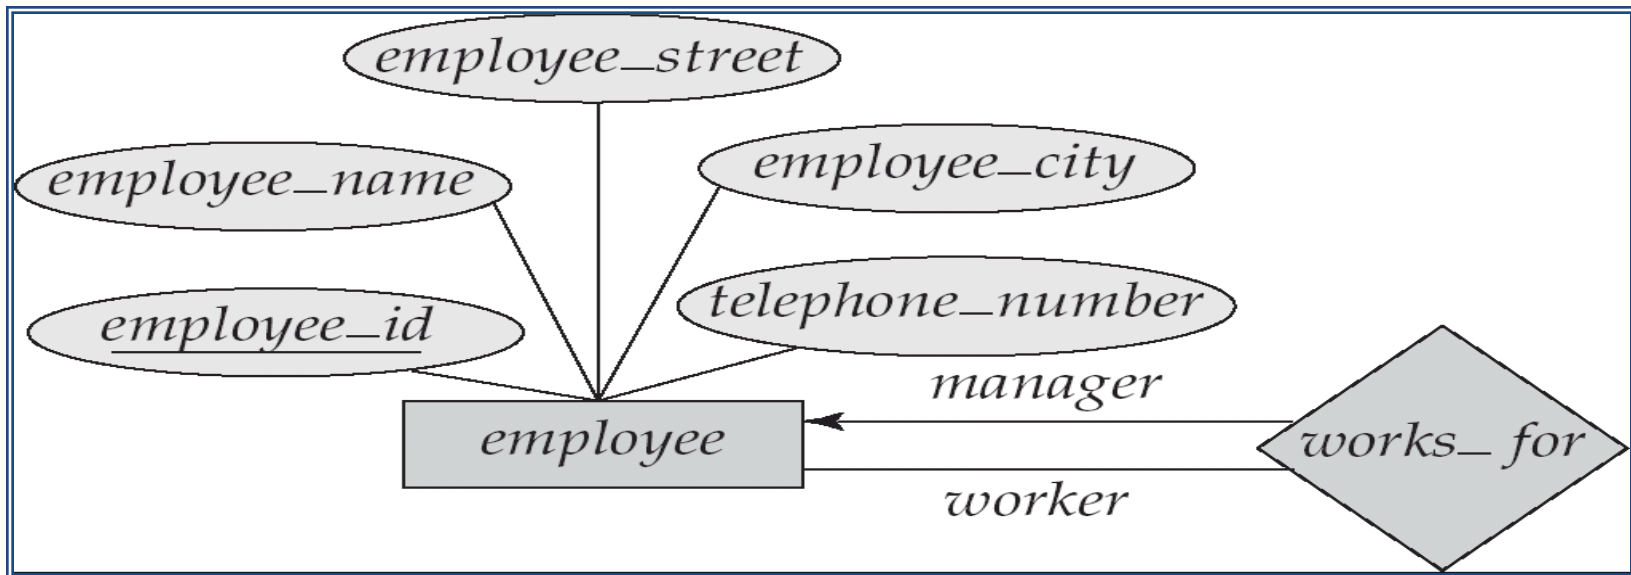 employee_street
employee_name
employee_city
employee_id
telephone_number
manager
employee
works_ for
worker